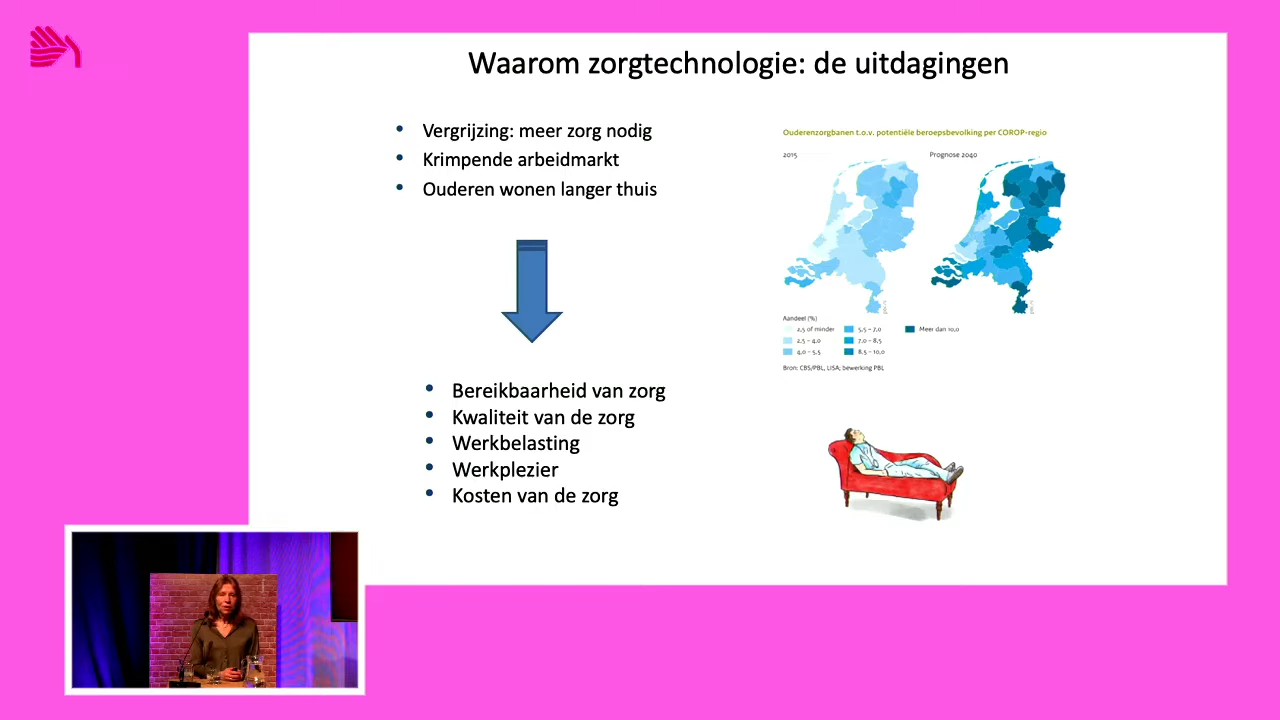 Waarom zorgtechnologie: de uitdagingen
• Vergrijzing: meer zorg nodig
• Krimpende arbeidmarkt
• Ouderen wonen langer thuis
• Bereikbaarheid van zorg
• Kwaliteit van de zorg
• Werkbelasting
• Werkplezier
• Kosten van de zorg
Ouderenzorgbanen t.o.v. potentiële beroepsbevolking per COROP-regio
2015
Prognose 2040
Aandeel (%)
2,5 of minder
2,5 – 4,0
4,0 – 5,5
5,5 – 7,0
7,0 – 8,5
8,5 – 10,0
Meer dan 10,0
Bron: CBS/PBL, LISA; bewerking PBL